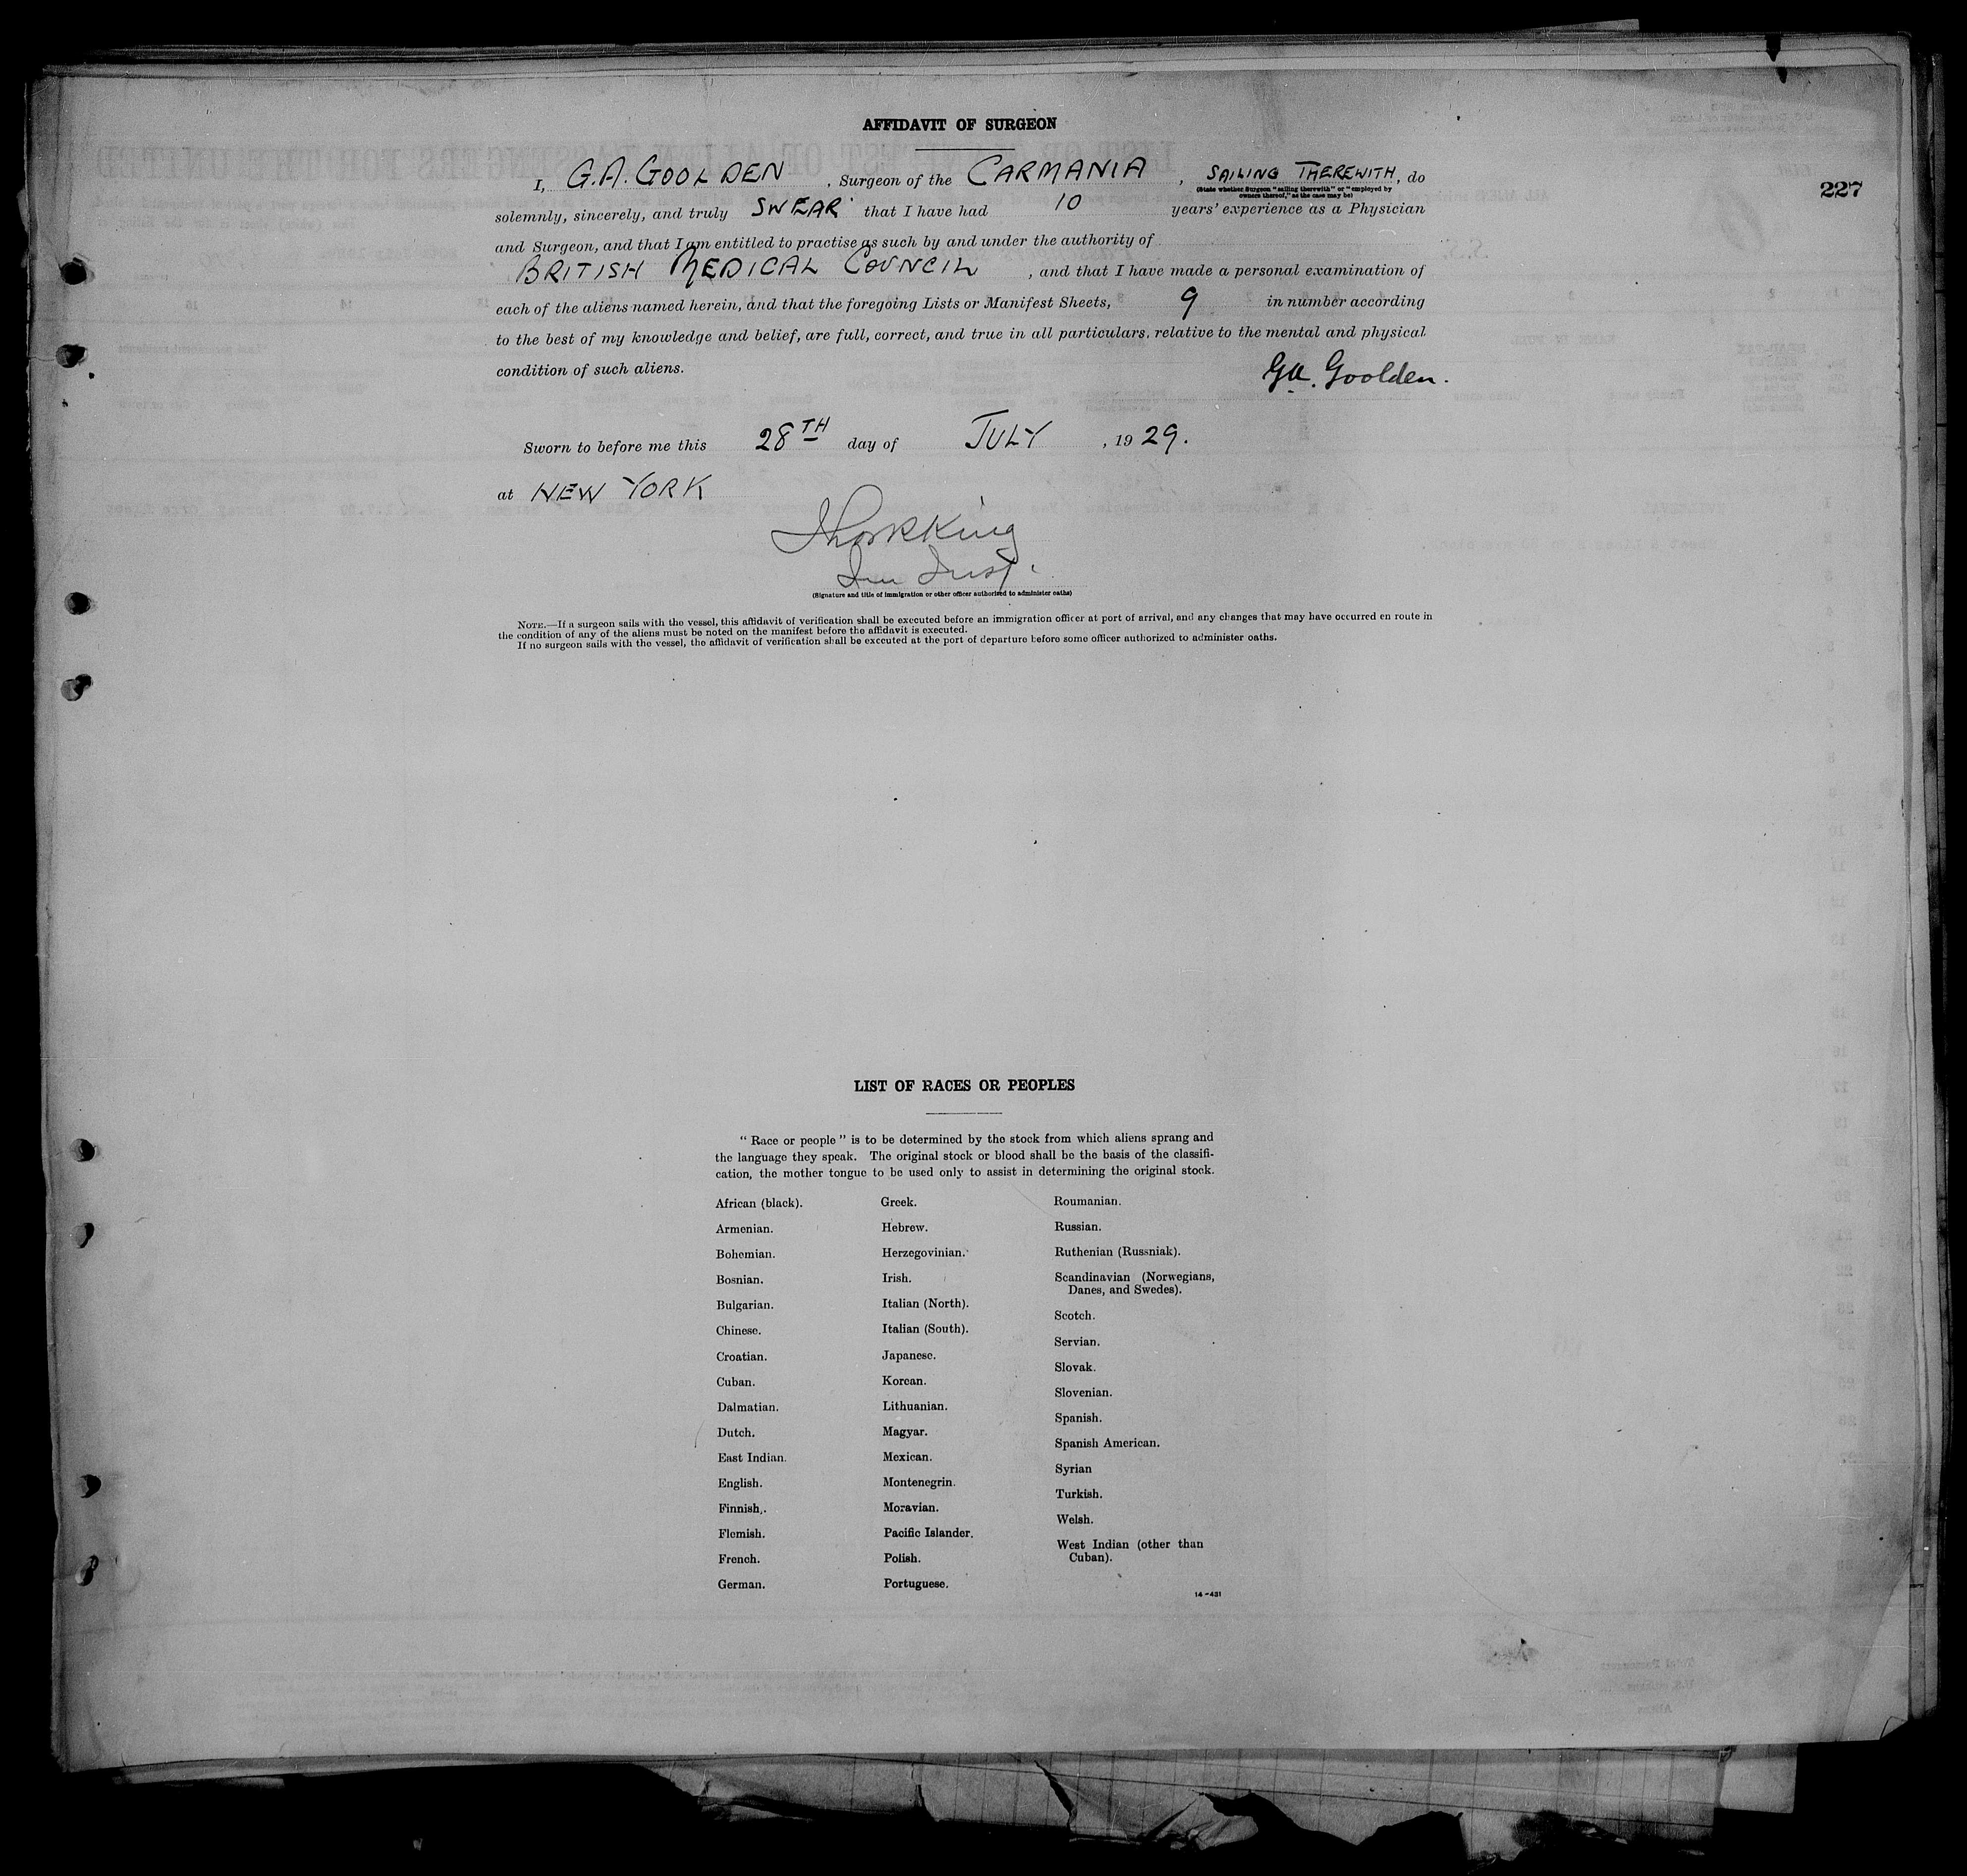 AFFIDAVIT OF SURGEON
I, G.A. GOOLDEN, Surgeon of the CARMANIA, SAILING THEREWITH, do
(State whether Surgeon "sailing therewith" or "employed by
owners thereof," as the case may be)
227
solemnly, sincerely, and truly SWEAR that I have had 10 years' experience as a Physician
and Surgeon, and that I am entitled to practise as such by and under the authority of
BRITISH MEDICAL COUNCIL, and that I have made a personal examination of
each of the aliens named herein, and that the foregoing Lists or Manifest Sheets, 9 in number according
to the best of my knowledge and belief, are full, correct, and true in all particulars, relative to the mental and physical
condition of such aliens.
G.A. Goolden.
Sworn to before me this 28TH day of JULY, 1929.
at NEW YORK
(Signature and title of immigration or other officer authorized to administer oaths)
NOTE.—If a surgeon sails with the vessel, this affidavit of verification shall be executed before an immigration officer at port of arrival, and any changes that may have occurred en route in
the condition of any of the aliens must be noted on the manifest before the affidavit is executed.
If no surgeon sails with the vessel, the affidavit of verification shall be executed at the port of departure before some officer authorized to administer oaths.
LIST OF RACES OR PEOPLES
"Race or people" is to be determined by the stock from which aliens sprang and
the language they speak. The original stock or blood shall be the basis of the classifi-
cation, the mother tongue to be used only to assist in determining the original stock.
African (black).
Armenian.
Bohemian.
Bosnian.
Bulgarian.
Chinese.
Croatian.
Cuban.
Dalmatian.
Dutch.
East Indian.
English.
Finnish.
Flemish.
French.
German.
Greek.
Hebrew.
Herzegovinian.
Irish.
Italian (North).
Italian (South).
Japanese.
Korean.
Lithuanian.
Magyar.
Mexican.
Montenegrin.
Moravian.
Pacific Islander.
Polish.
Portuguese.
Roumanian.
Russian.
Ruthenian (Russniak).
Scandinavian (Norwegians,
Danes, and Swedes).
Scotch.
Servian.
Slovak.
Slovenian.
Spanish.
Spanish American.
Syrian
Turkish.
Welsh.
West Indian (other than
Cuban).
14-431